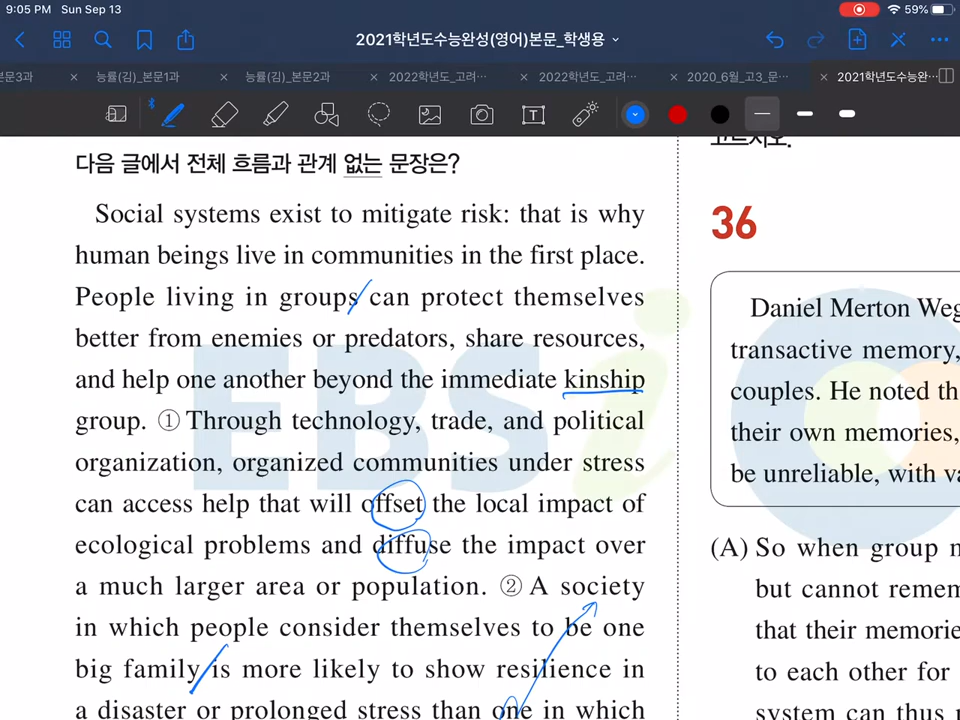 9:05 PM Sun Sep 13
59%
2021학년도수능완성(영어)본문_학생용
본문3과
능률(김)_본문1과
능률(김)_본문2과
2022학년도_고려…
2022학년도_고려…
2020_6월_고3_문…
2021학년도수능완…
다음 글에서 전체 흐름과 관계 없는 문장은?
Social systems exist to mitigate risk: that is why
human beings live in communities in the first place.
People living in groups can protect themselves
better from enemies or predators, share resources,
and help one another beyond the immediate kinship
group. ① Through technology, trade, and political
organization, organized communities under stress
can access help that will offset the local impact of
ecological problems and diffuse the impact over
a much larger area or population. ② A society
in which people consider themselves to be one
big family is more likely to show resilience in
a disaster or prolonged stress than one in which
고르시오.
36
Daniel Merton Weg
transactive memory,
couples. He noted th
their own memories,
be unreliable, with va
(A) So when group m
but cannot remem
that their memorie
to each other for
system can thus
EBSi